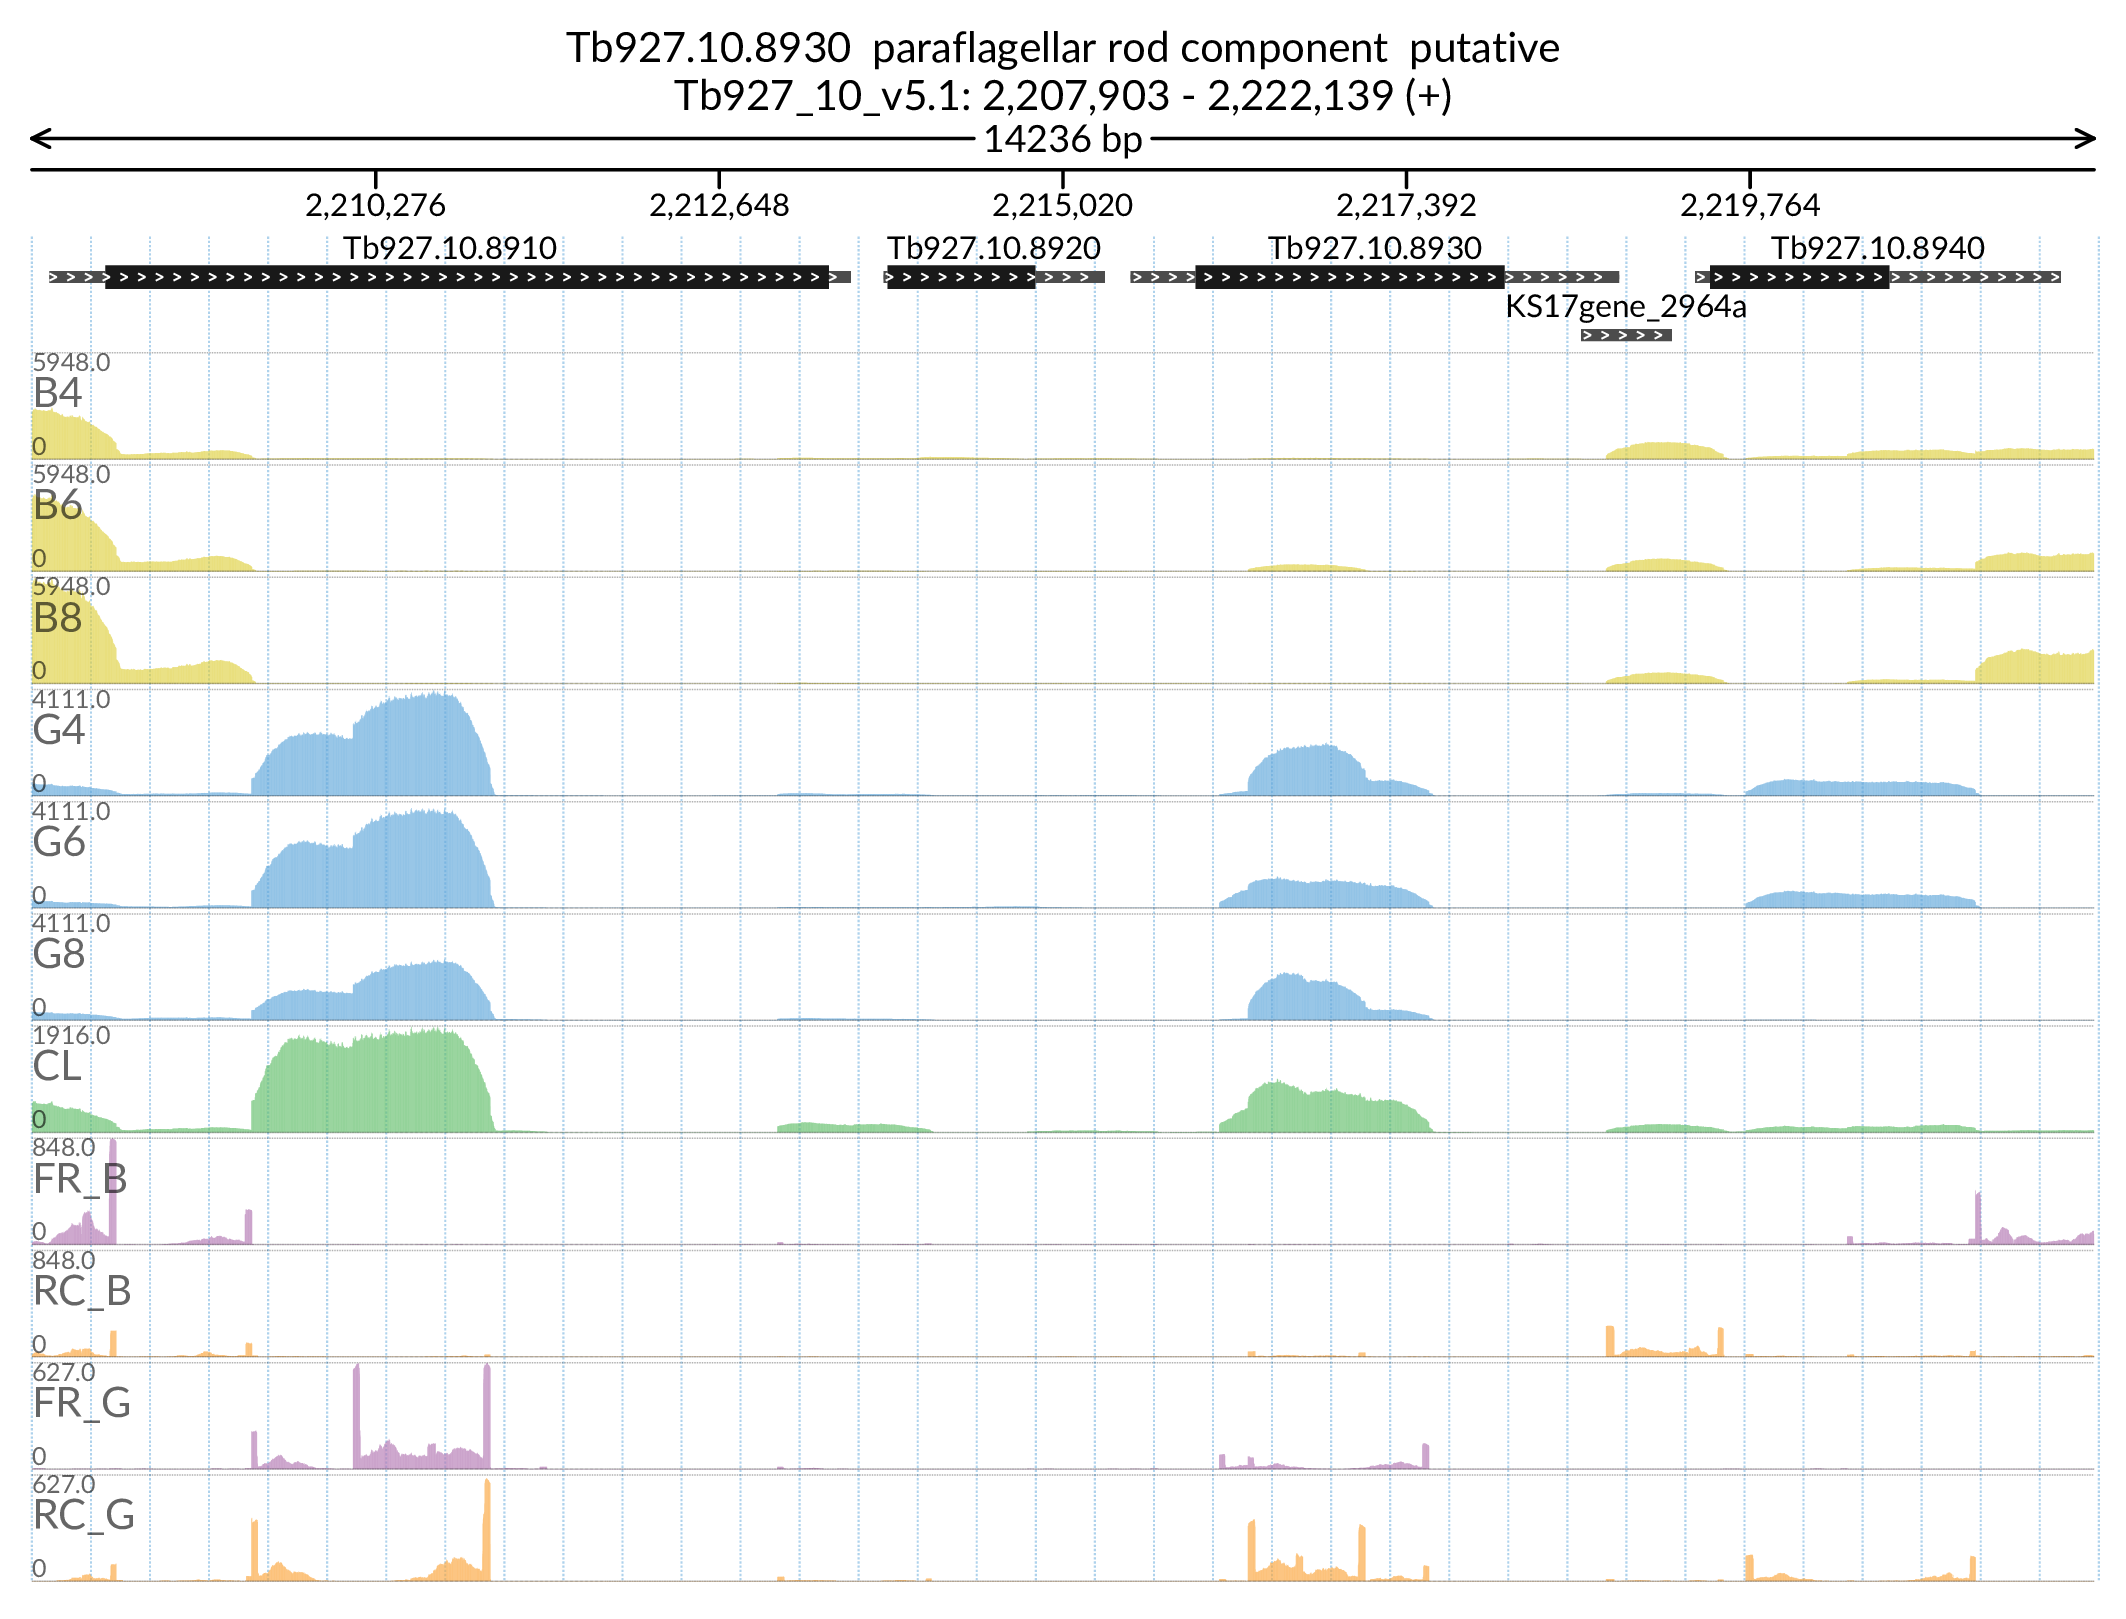 Tb927.10.8930 paraflagellar rod component putative
Tb927_10_v5.1: 2,207,903 - 2,222,139 (+)
14236 bp
2,210,276 2,212,648 2,215,020 2,217,392 2,219,764
Tb927.10.8910 Tb927.10.8920 Tb927.10.8930 Tb927.10.8940
KS17gene_2964a
5948.0
B4
0
5948.0
B6
0
5948.0
B8
0
4111.0
G4
0
4111.0
G6
0
4111.0
G8
0
1916.0
CL
0
848.0
FR_B
0
848.0
RC_B
0
627.0
FR_G
0
627.0
RC_G
0